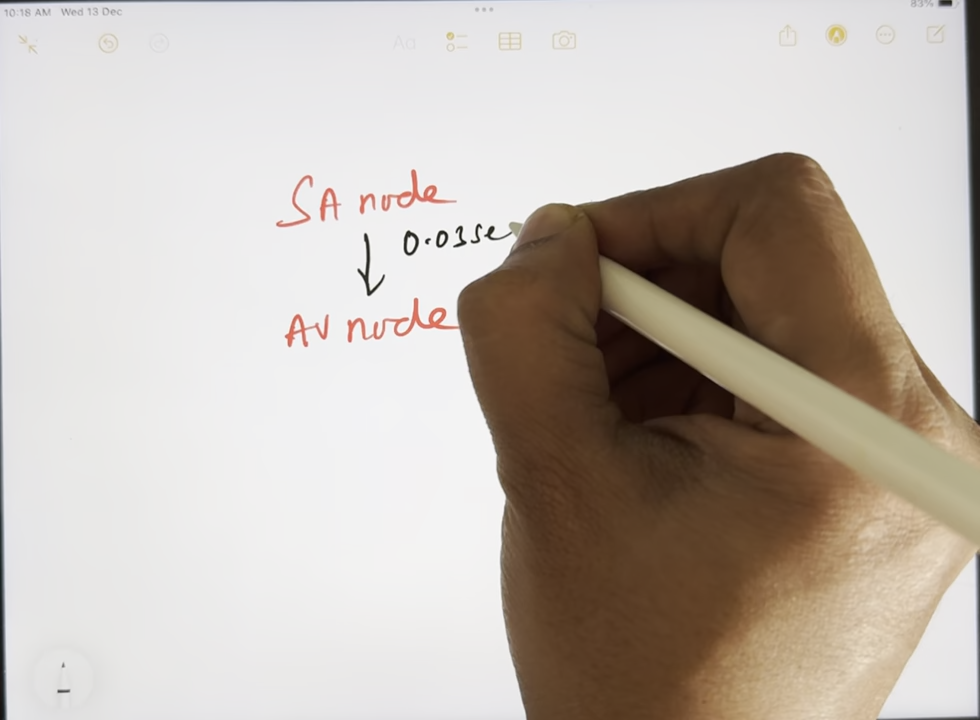 10:18 AM Wed 13 Dec
83%
Aa
SA node
0.03se
AV node